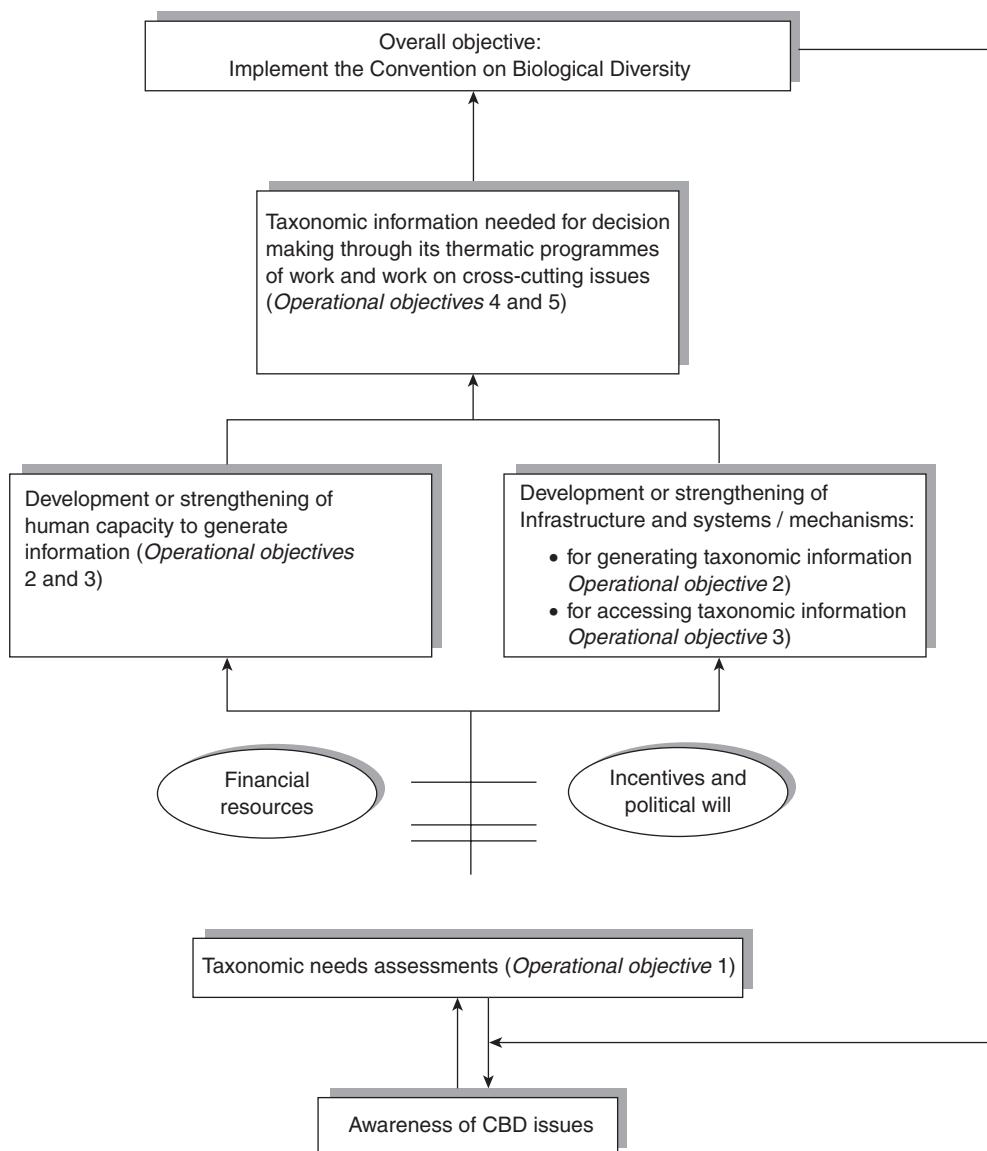 Overall objective:
Implement the Convention on Biological Diversity
Taxonomic information needed for decision
making through its thermatic programmes
of work and work on cross-cutting issues
(Operational objectives 4 and 5)
Development or strengthening of
human capacity to generate
information (Operational objectives
2 and 3)
Development or strengthening of
Infrastructure and systems / mechanisms:
• for generating taxonomic information
Operational objective 2)
• for accessing taxonomic information
Operational objective 3)
Financial
resources
Incentives and
political will
Taxonomic needs assessments (Operational objective 1)
Awareness of CBD issues